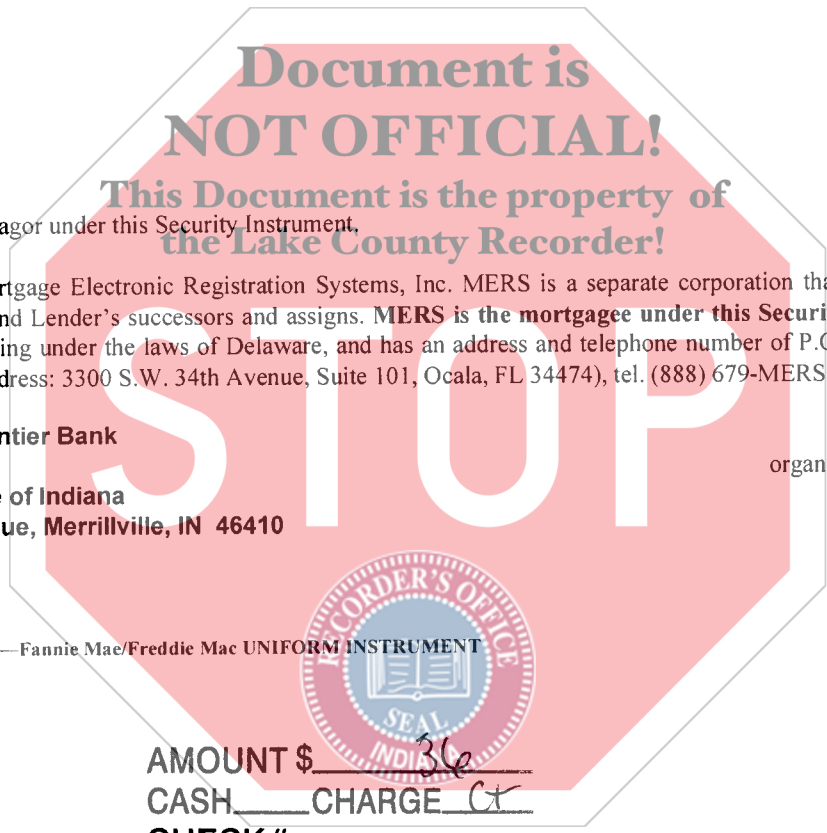 Document is
NOT OFFICIAL!
This Document is the property of
the Lake County Recorder!
agor under this Security Instrument.
rtgage Electronic Registration Systems, Inc. MERS is a separate corporation tha
nd Lender's successors and assigns. MERS is the mortgagee under this Securi
ing under the laws of Delaware, and has an address and telephone number of P.O
dress: 3300 S.W. 34th Avenue, Suite 101, Ocala, FL 34474), tel. (888) 679-MERS
STOP
ntier Bank
organ
e of Indiana
ue, Merrillville, IN 46410
RECORDER'S OFFICE
—Fannie Mae/Freddie Mac UNIFORM INSTRUMENT
SEAL
INDIANA
AMOUNT $ 36
CASH____CHARGE Ct
CHECK #